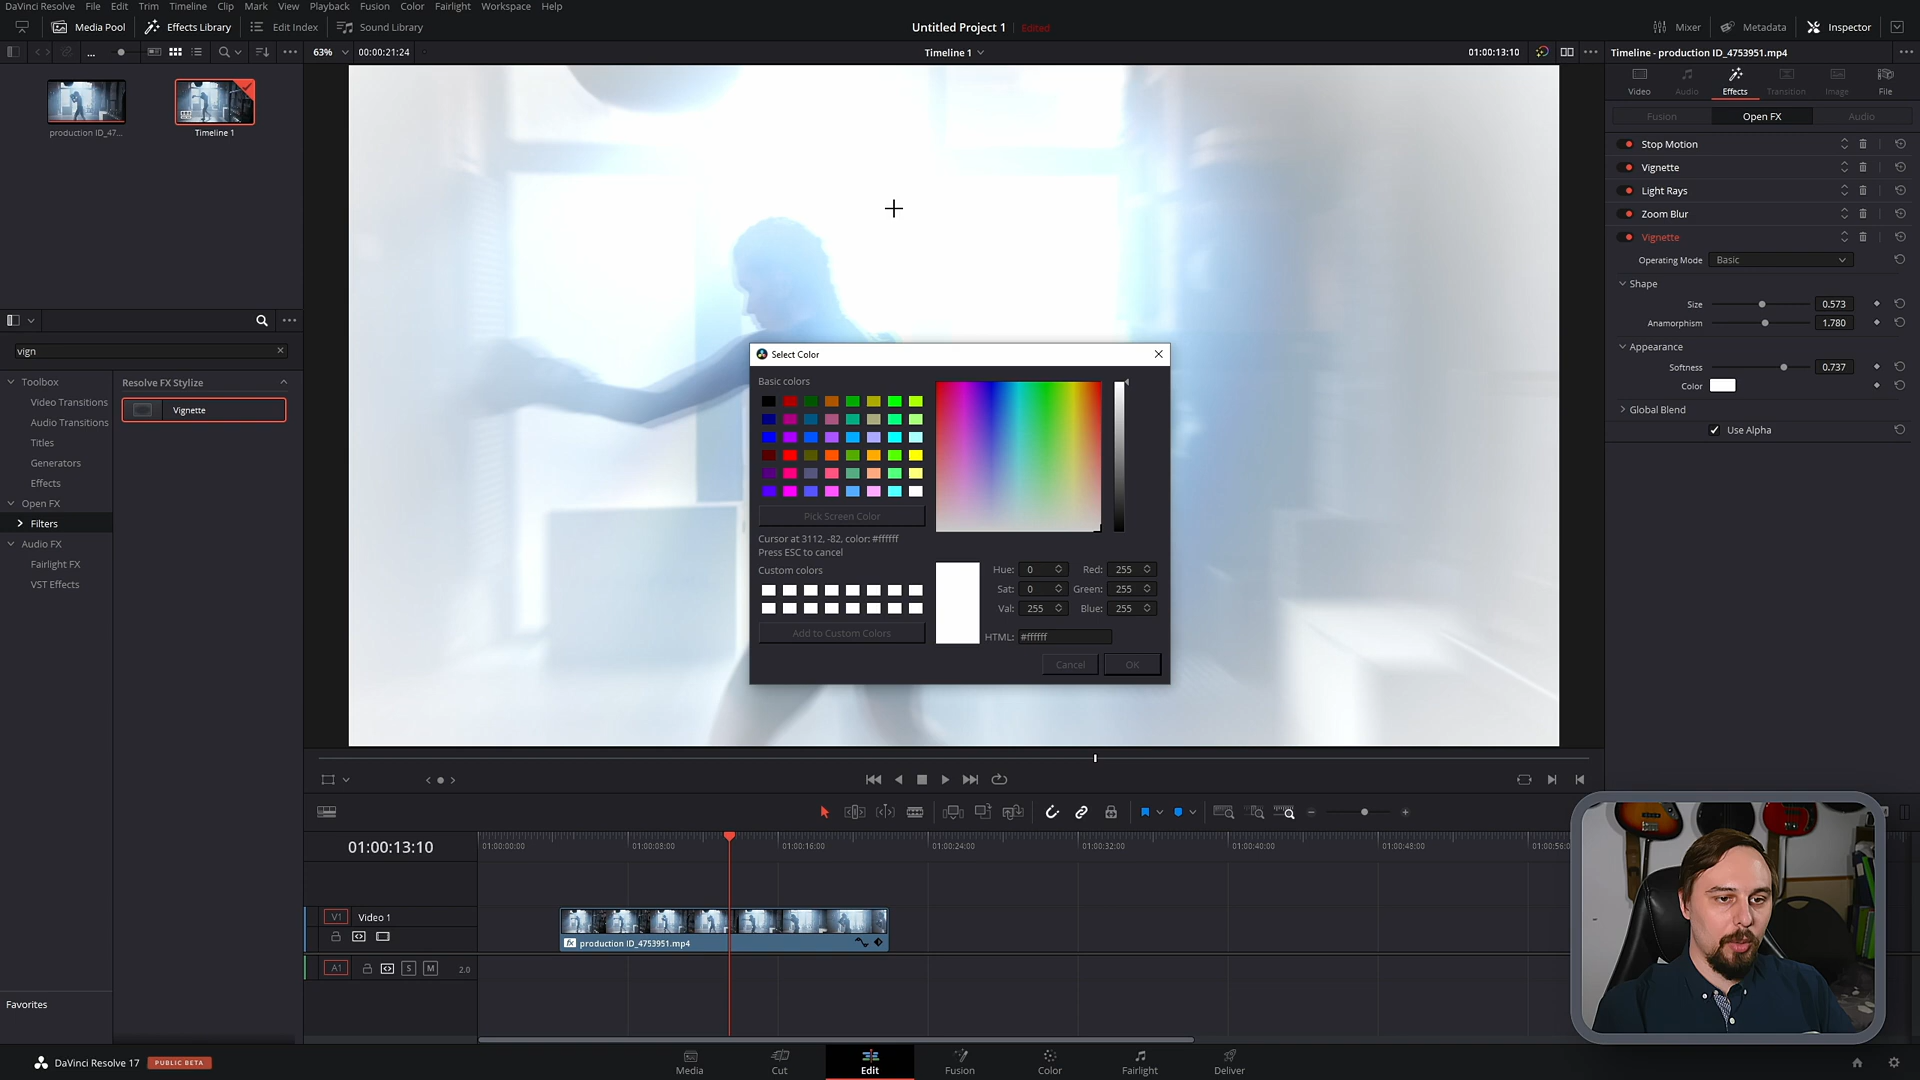 DaVinci Resolve File Edit Trim Timeline Clip Mark View Playback Fusion Color Fairlight Workspace Help
Media Pool Effects Library Edit Index Sound Library Untitled Project 1 Edited Mixer Metadata Inspector
63% 00:00:21:24 Timeline 1 01:00:13:10 Timeline - production ID_4753951.mp4
Video Audio Effects Transition Image File
Fusion Open FX Audio
production ID_47... Timeline 1
Stop Motion
Vignette
Light Rays
Zoom Blur
Vignette
Operating Mode Basic
Shape
Size 0.573
Anamorphism 1.780
Appearance
Softness 0.737
Color
Global Blend
Use Alpha
vign
Toolbox
Video Transitions
Audio Transitions
Titles
Generators
Effects
Open FX
Filters
Audio FX
Fairlight FX
VST Effects
Favorites
Resolve FX Stylize
Vignette
Select Color
Basic colors
Pick Screen Color
Cursor at 3112, -82, color: #ffffff
Press ESC to cancel
Custom colors
Add to Custom Colors
Hue: 0 Red: 255
Sat: 0 Green: 255
Val: 255 Blue: 255
HTML: #ffffff
Cancel OK
01:00:13:10 01:00:00:00 01:00:08:00 01:00:16:00 01:00:24:00 01:00:32:00 01:00:40:00 01:00:48:00 01:00:56:0
V1 Video 1
fx production ID_4753951.mp4
A1 S M 2.0
DaVinci Resolve 17 PUBLIC BETA
Media Cut Edit Fusion Color Fairlight Deliver